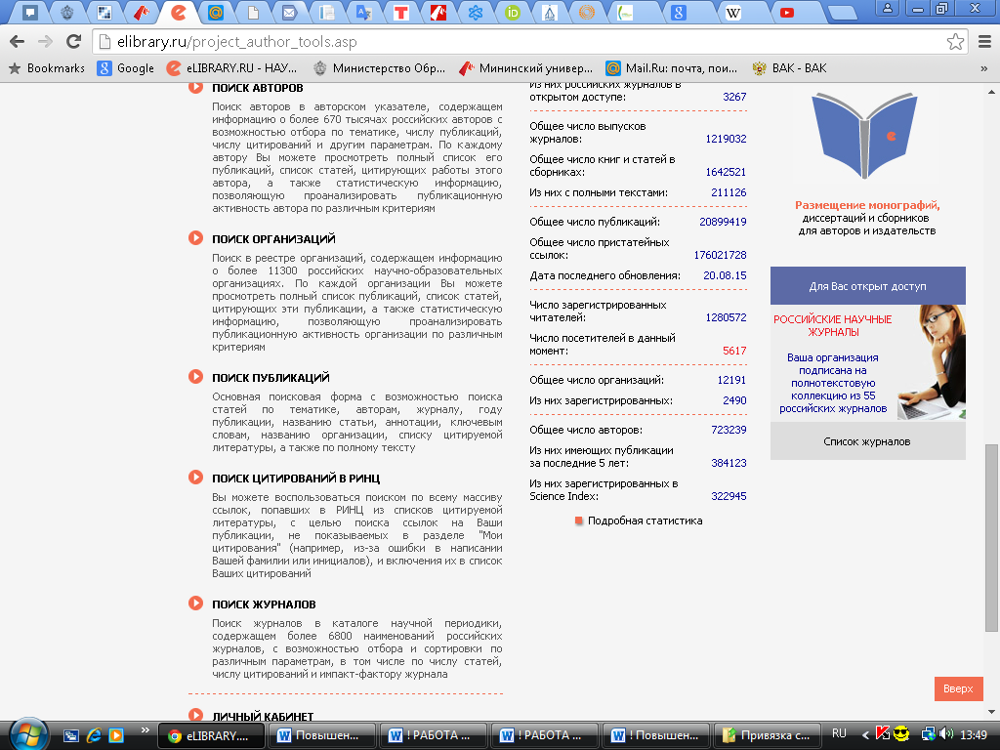 elibrary.ru/project_author_tools.asp
Bookmarks
Google
eLIBRARY.RU - НАУ...
Министерство Обр...
Мининский универ...
Mail.Ru: почта, пои...
ВАК - ВАК
»
ПОИСК АВТОРОВ
Поиск авторов в авторском указателе, содержащем
информацию о более 670 тысячах российских авторов с
возможностью отбора по тематике, числу публикаций,
числу цитирований и другим параметрам. По каждому
автору Вы можете просмотреть полный список его
публикаций, список статей, цитирующих работы этого
автора, а также статистическую информацию,
позволяющую проанализировать публикационную
активность автора по различным критериям
ПОИСК ОРГАНИЗАЦИЙ
Поиск в реестре организаций, содержащем информацию
о более 11300 российских научно-образовательных
организациях. По каждой организации Вы можете
просмотреть полный список публикаций, список статей,
цитирующих эти публикации, а также статистическую
информацию, позволяющую проанализировать
публикационную активность организации по различным
критериям
ПОИСК ПУБЛИКАЦИЙ
Основная поисковая форма с возможностью поиска
статей по тематике, авторам, журналу, году
публикации, названию статьи, аннотации, ключевым
словам, названию организации, списку цитируемой
литературы, а также по полному тексту
ПОИСК ЦИТИРОВАНИЙ В РИНЦ
Вы можете воспользоваться поиском по всему массиву
ссылок, попавших в РИНЦ из списков цитируемой
литературы, с целью поиска ссылок на Ваши
публикации, не показываемых в разделе "Мои
цитирования" (например, из-за ошибки в написании
Вашей фамилии или инициалов), и включения их в список
Ваших цитирований
ПОИСК ЖУРНАЛОВ
Поиск журналов в каталоге научной периодики,
содержащем более 6800 наименований российских
журналов, с возможностью отбора и сортировки по
различным параметрам, в том числе по числу статей,
числу цитирований и импакт-фактору журнала
ЛИЧНЫЙ КАБИНЕТ
Из них российских журналов в
открытом доступе: 3267
Общее число выпусков
журналов: 1219032
Общее число книг и статей в
сборниках: 1642521
Из них с полными текстами: 211126
Общее число публикаций: 20899419
Общее число пристатейных
ссылок: 176021728
Дата последнего обновления: 20.08.15
Число зарегистрированных
читателей: 1280572
Число посетителей в данный
момент: 5617
Общее число организаций: 12191
Из них зарегистрированных: 2490
Общее число авторов: 723239
Из них имеющих публикации
за последние 5 лет: 384123
Из них зарегистрированных в
Science Index: 322945
Подробная статистика
Размещение монографий,
диссертаций и сборников
для авторов и издательств
Для Вас открыт доступ
РОССИЙСКИЕ НАУЧНЫЕ
ЖУРНАЛЫ
Ваша организация
подписана на
полнотекстовую
коллекцию из 55
российских журналов
Список журналов
Вверх
»
eLIBRARY....
Повышен...
! РАБОТА ...
! РАБОТА ...
! Повышен...
Привязка с...
RU
13:49